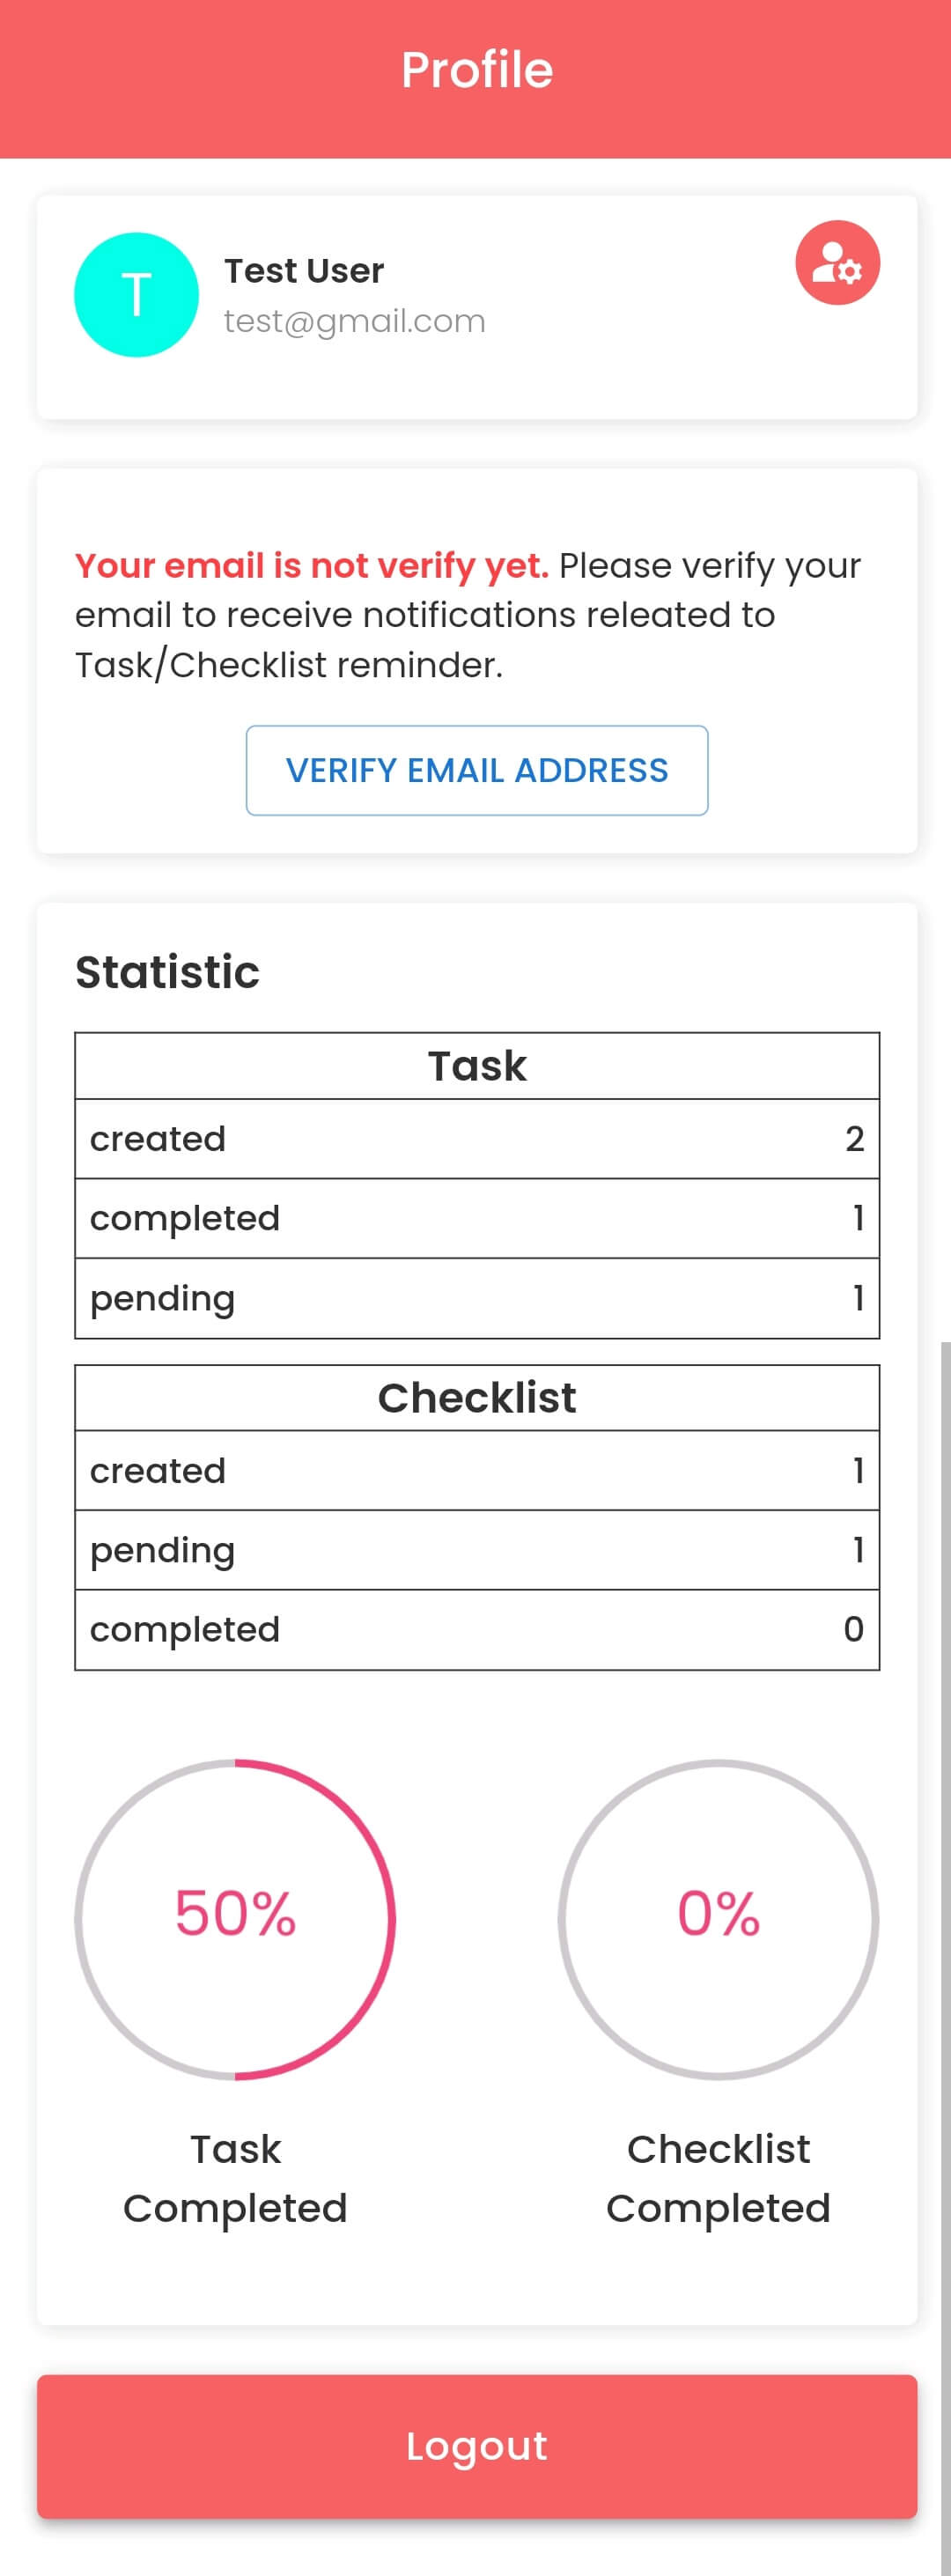 Profile
T
Test User
test@gmail.com
Your email is not verify yet. Please verify your
email to receive notifications releated to
Task/Checklist reminder.
VERIFY EMAIL ADDRESS
Statistic
Task
created 2
completed 1
pending 1
Checklist
created 1
pending 1
completed 0
50%
0%
Task
Completed
Checklist
Completed
Logout